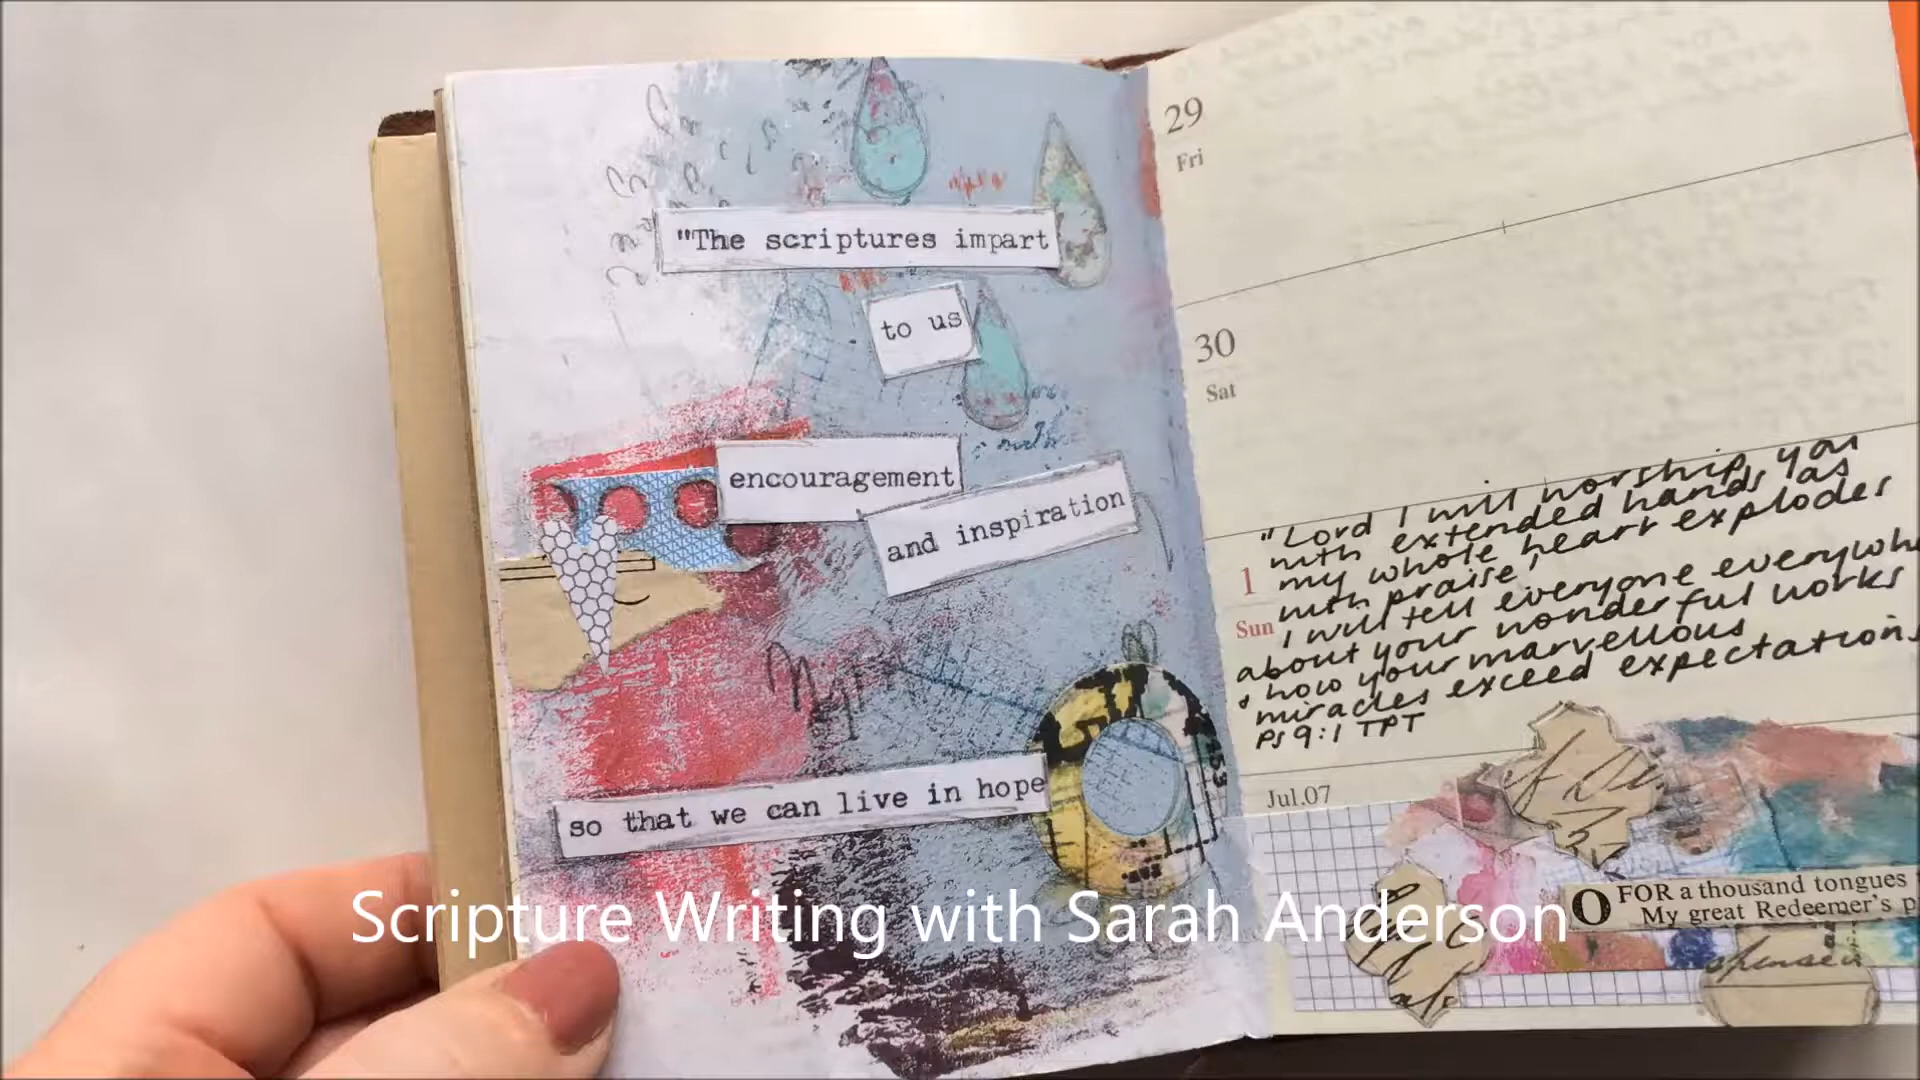 "The scriptures impart
to us
encouragement
and inspiration
so that we can live in hope
29
Fri
30
Sat
"Lord I will worship you
with extended hands as
my whole heart explodes
with praise!
1
I will tell everyone
Sun
about your wonderful works
& how your marvellous
miracles exceed expectations
Ps 9:1 TPT
Jul.07
O FOR a thousand tongues
My great Redeemer's
Scripture Writing with Sarah Anderson